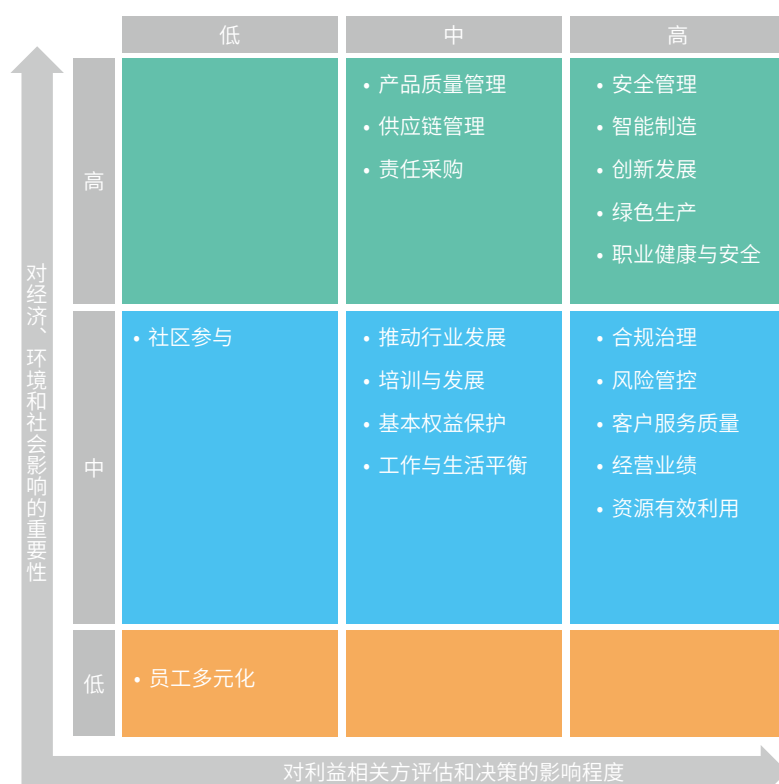 低
中
高
高
• 产品质量管理
• 供应链管理
• 责任采购
• 安全管理
• 智能制造
• 创新发展
• 绿色生产
• 职业健康与安全
对经济、环境和社会影响的重要性
中
• 社区参与
• 推动行业发展
• 培训与发展
• 基本权益保护
• 工作与生活平衡
• 合规治理
• 风险管控
• 客户服务质量
• 经营业绩
• 资源有效利用
低
• 员工多元化
对利益相关方评估和决策的影响程度